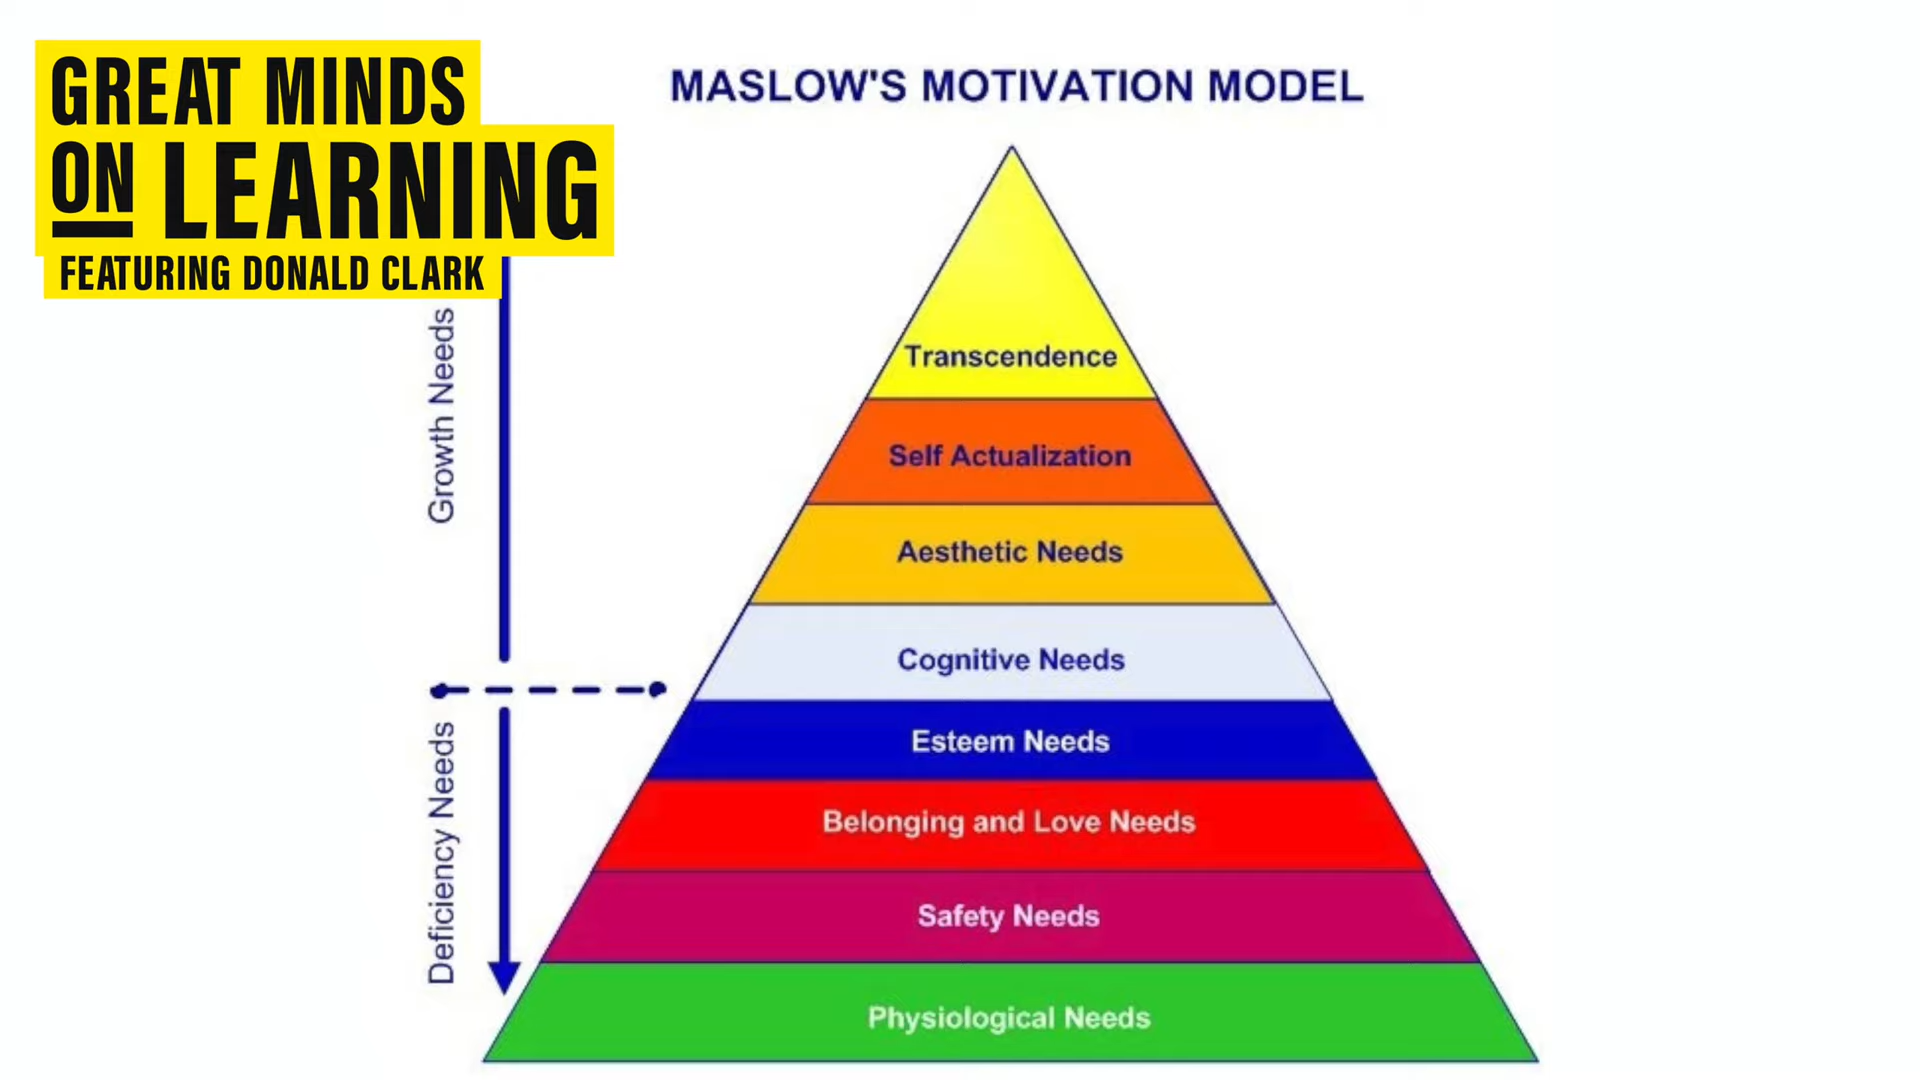 GREAT MINDS
ON LEARNING
FEATURING DONALD CLARK
MASLOW'S MOTIVATION MODEL
Growth Needs
Deficiency Needs
Transcendence
Self Actualization
Aesthetic Needs
Cognitive Needs
Esteem Needs
Belonging and Love Needs
Safety Needs
Physiological Needs